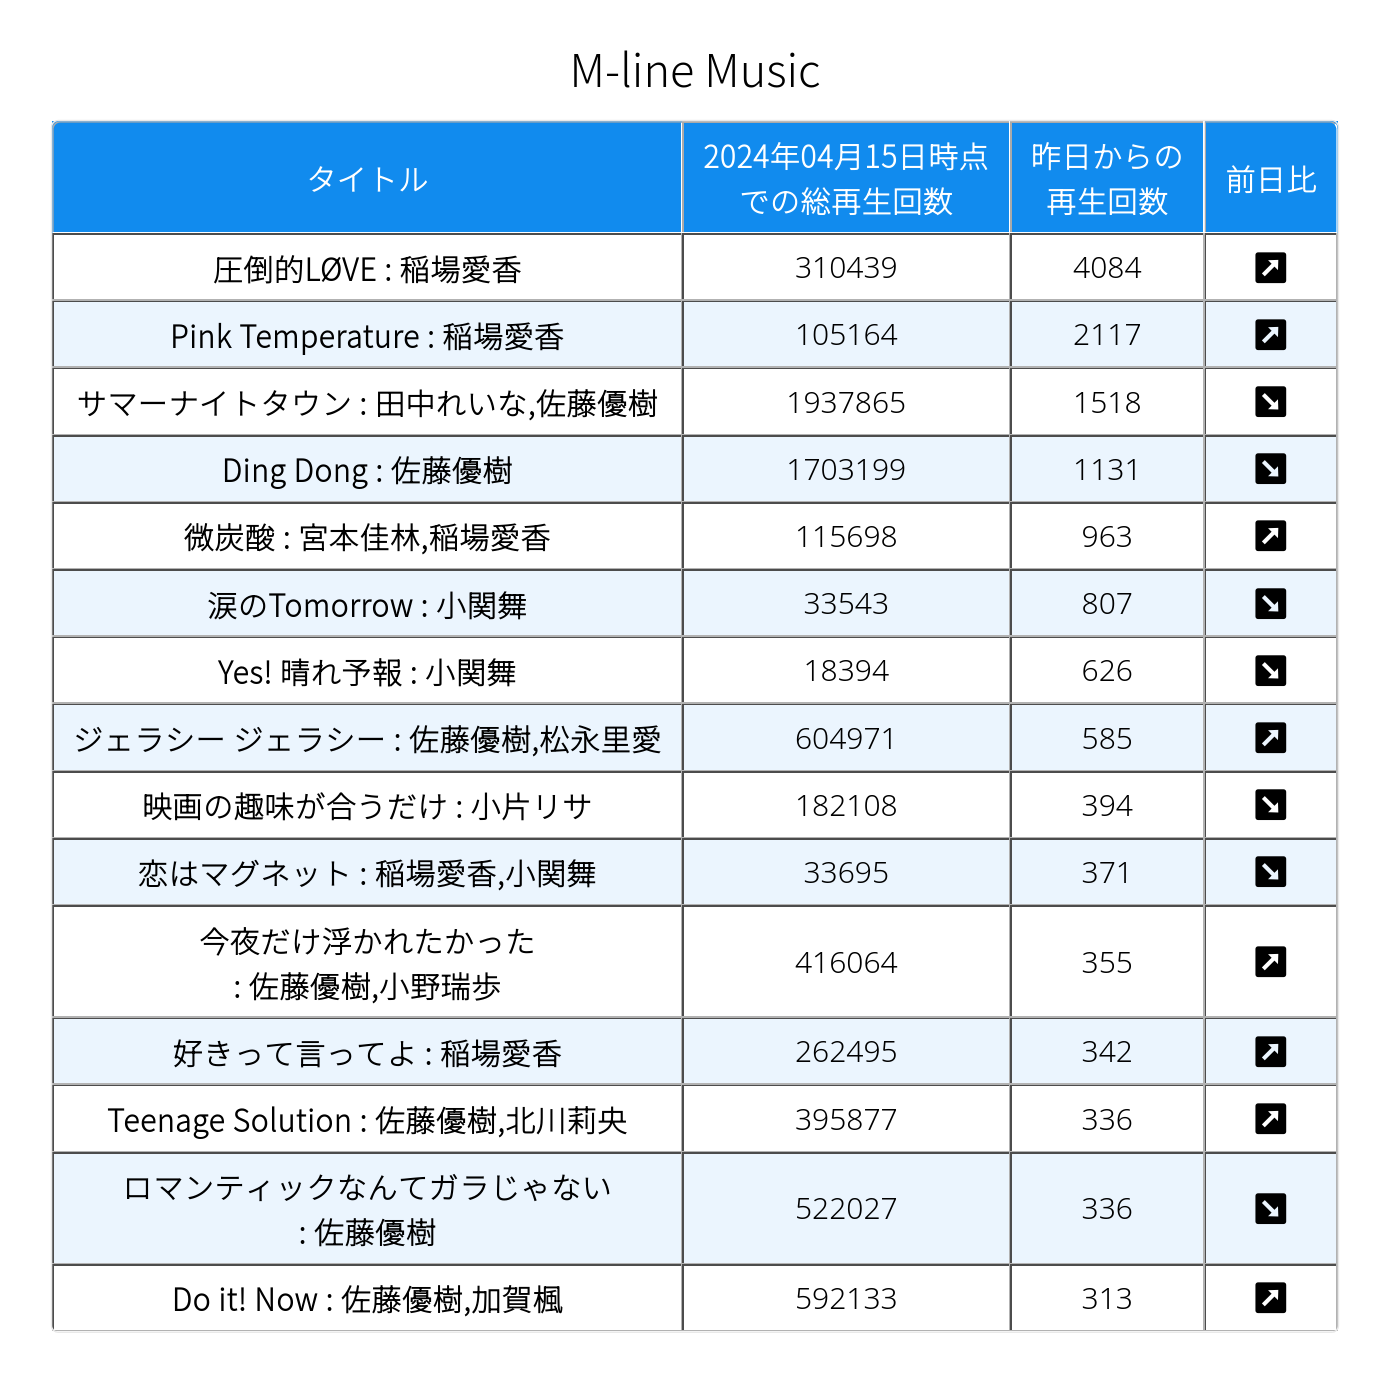 M-line Music
タイトル 2024年04月15日時点 昨日からの 前日比
での総再生回数 再生回数
圧倒的LØVE : 稲場愛香 310439 4084
Pink Temperature : 稲場愛香 105164 2117
サマーナイトタウン : 田中れいな,佐藤優樹 1937865 1518
Ding Dong : 佐藤優樹 1703199 1131
微炭酸 : 宮本佳林,稲場愛香 115698 963
涙のTomorrow : 小関舞 33543 807
Yes! 晴れ予報 : 小関舞 18394 626
ジェラシー ジェラシー : 佐藤優樹,松永里愛 604971 585
映画の趣味が合うだけ : 小片リサ 182108 394
恋はマグネット : 稲場愛香,小関舞 33695 371
今夜だけ浮かれたかった
: 佐藤優樹,小野瑞歩 416064 355
好きって言ってよ : 稲場愛香 262495 342
Teenage Solution : 佐藤優樹,北川莉央 395877 336
ロマンティックなんてガラじゃない
: 佐藤優樹 522027 336
Do it! Now : 佐藤優樹,加賀楓 592133 313